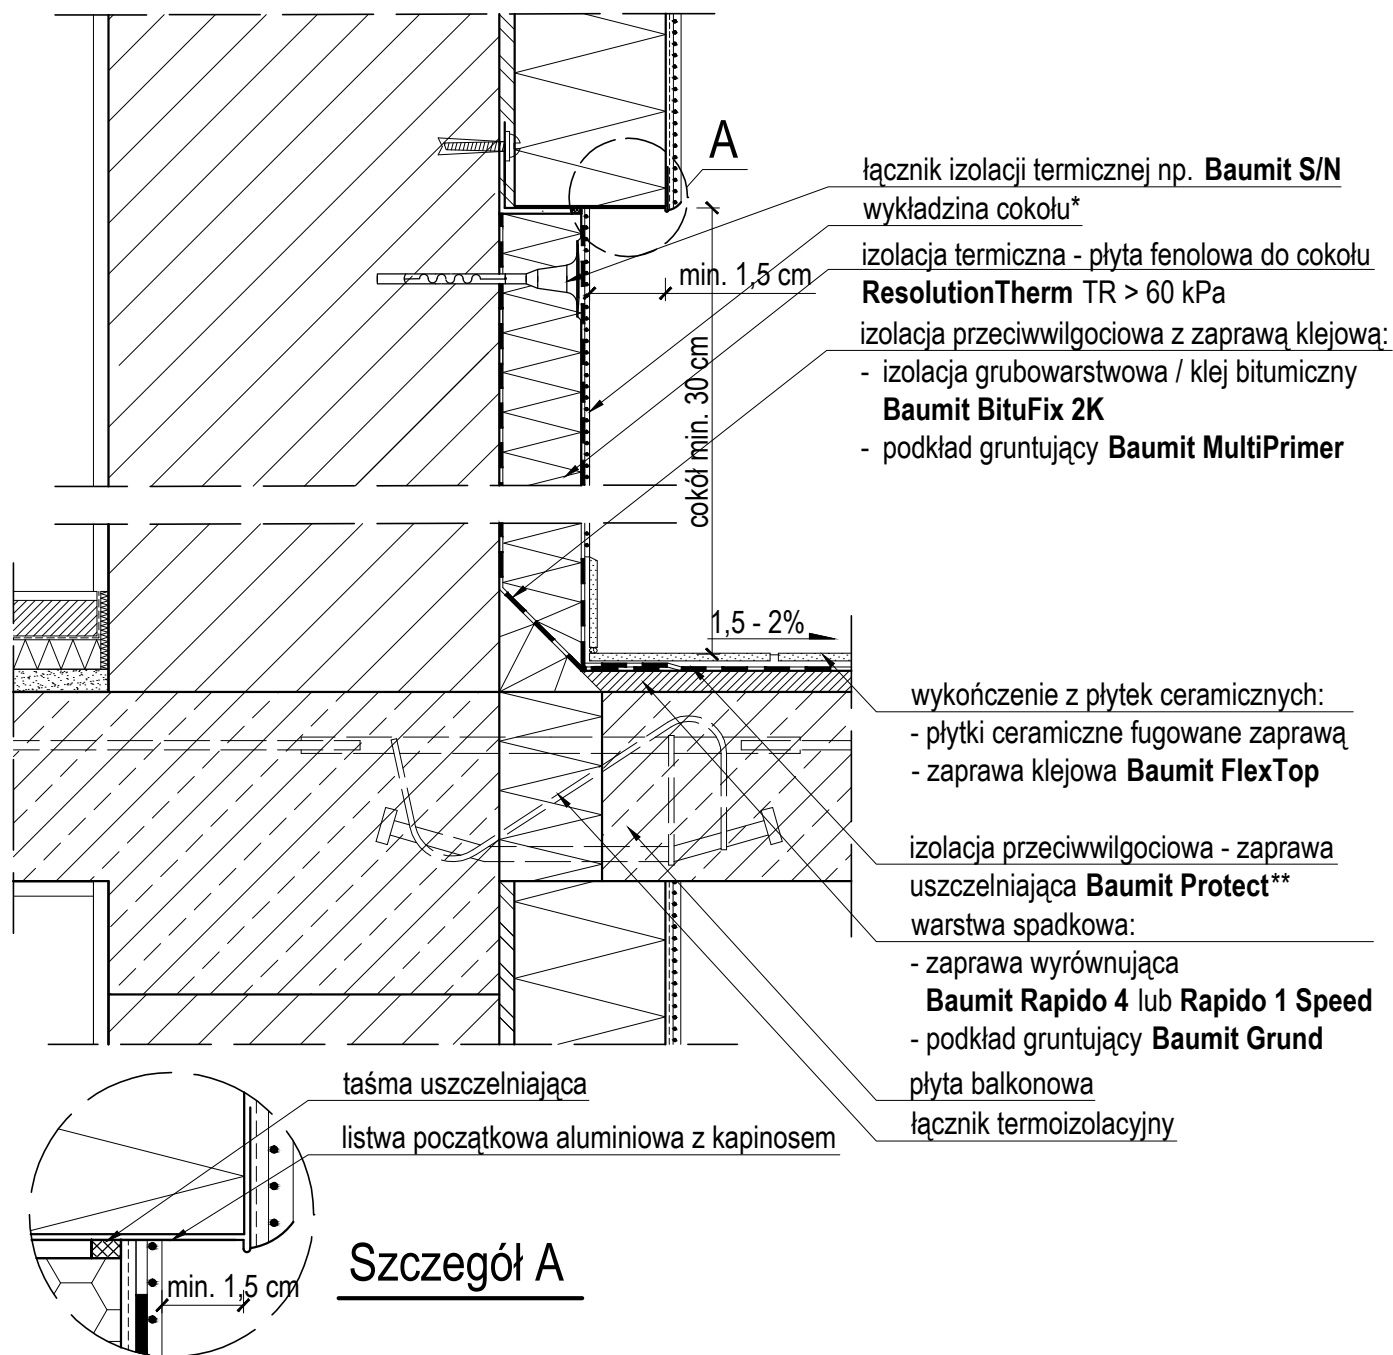 A
łącznik izolacji termicznej np. Baumit S/N
wykładzina cokołu*
izolacja termiczna - płyta fenolowa do cokołu
ResolutionTherm TR > 60 kPa
min. 1,5 cm
izolacja przeciwwilgociowa z zaprawą klejową:
- izolacja grubowarstwowa / klej bitumiczny
Baumit BituFix 2K
- podkład gruntujący Baumit MultiPrimer
cokół min. 30 cm
1,5 - 2%
wykończenie z płytek ceramicznych:
- płytki ceramiczne fugowane zaprawą
- zaprawa klejowa Baumit FlexTop
izolacja przeciwwilgociowa - zaprawa
uszczelniająca Baumit Protect**
warstwa spadkowa:
- zaprawa wyrównująca
Baumit Rapido 4 lub Rapido 1 Speed
- podkład gruntujący Baumit Grund
płyta balkonowa
łącznik termoizolacyjny
taśma uszczelniająca
listwa początkowa aluminiowa z kapinosem
Szczegół A
min. 1,5 cm